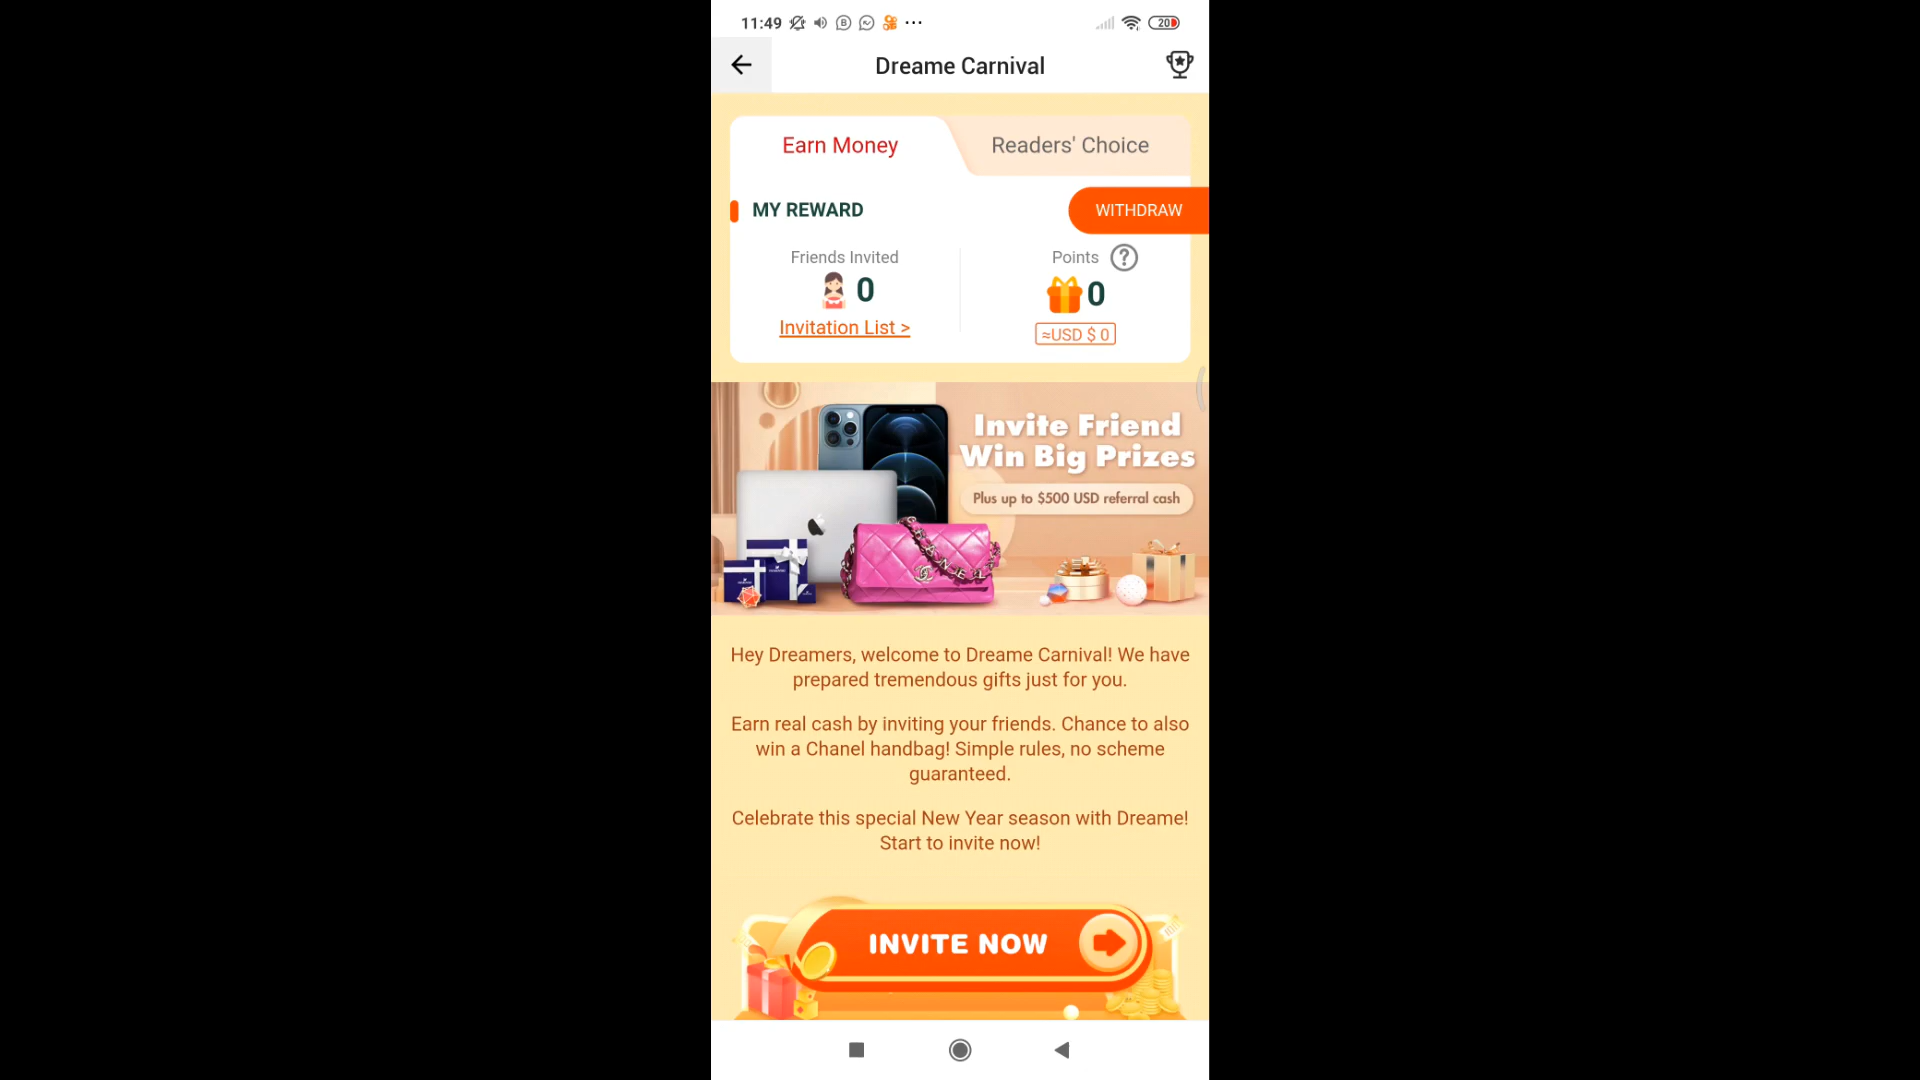 11:49
20
Dreame Carnival
Earn Money
Readers' Choice
MY REWARD
WITHDRAW
Friends Invited
Points ?
0
0
Invitation List >
≈USD $ 0
Invite Friend
Win Big Prizes
Plus up to $500 USD referral cash
CHANEL
Hey Dreamers, welcome to Dreame Carnival! We have
prepared tremendous gifts just for you.
Earn real cash by inviting your friends. Chance to also
win a Chanel handbag! Simple rules, no scheme
guaranteed.
Celebrate this special New Year season with Dreame!
Start to invite now!
INVITE NOW